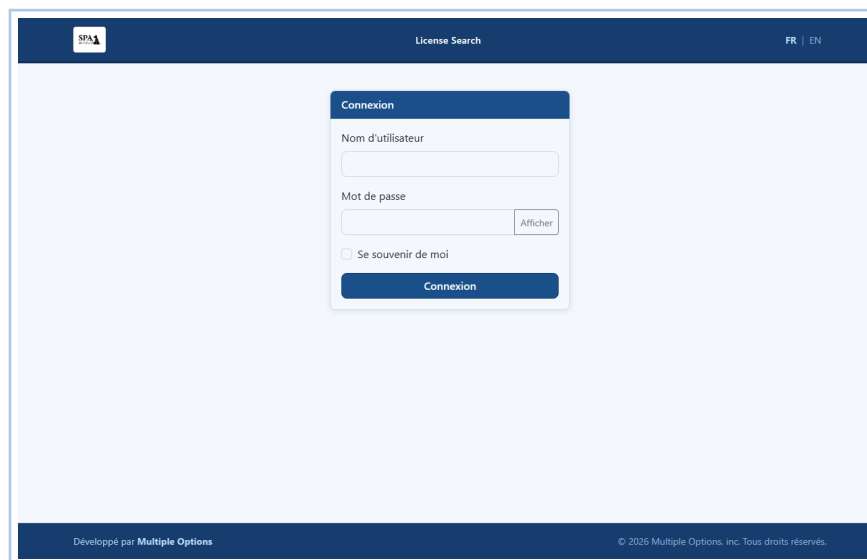 SPA
License Search
FR | EN
Connexion
Nom d'utilisateur
Mot de passe
Afficher
Se souvenir de moi
Connexion
Développé par Multiple Options
© 2026 Multiple Options, inc. Tous droits réservés.